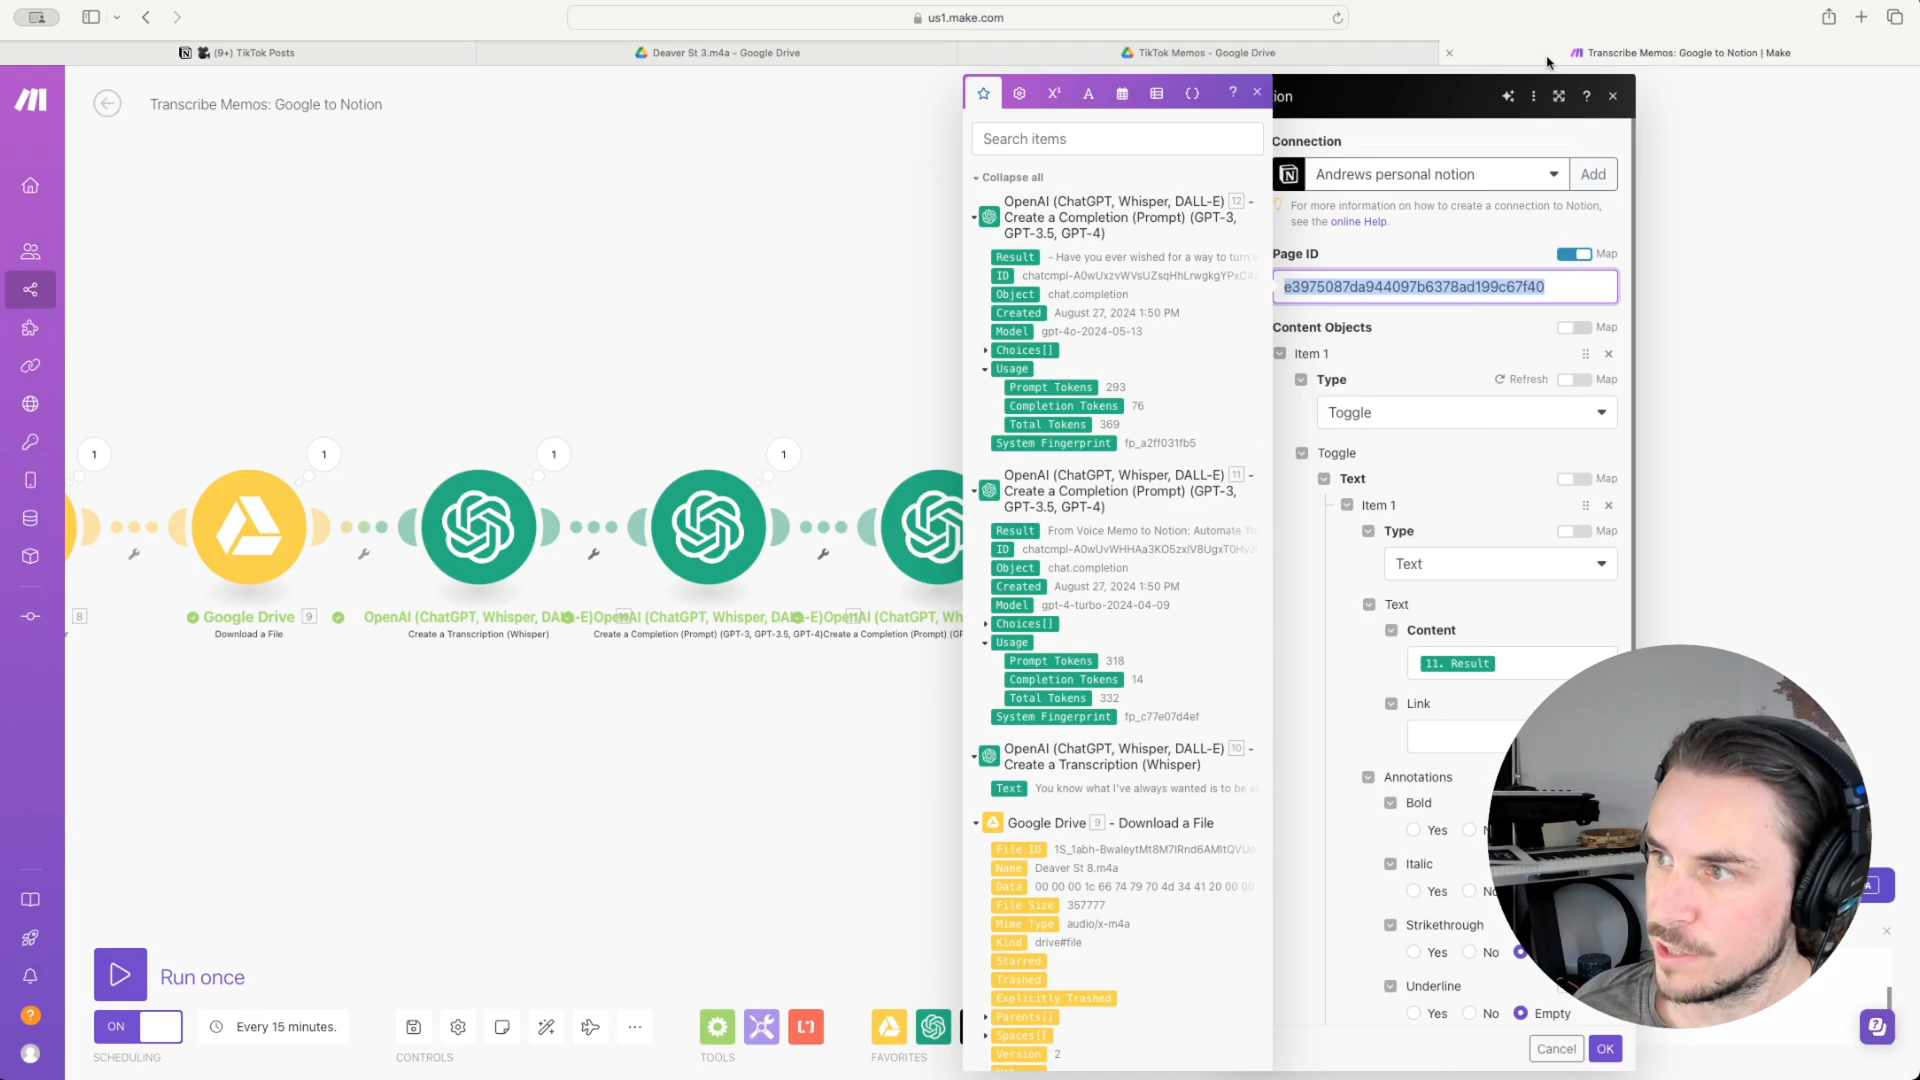 us1.make.com
(9+) TikTok Posts
Deaver St 3.m4a - Google Drive
TikTok Memos - Google Drive
Transcribe Memos: Google to Notion | Make
Transcribe Memos: Google to Notion
ion
Search items
Collapse all
OpenAI (ChatGPT, Whisper, DALL-E) 12 -
Create a Completion (Prompt) (GPT-3,
GPT-3.5, GPT-4)
Result - Have you ever wished for a way to turn a
ID chatcmpl-A0wUxzvWVsUZsqHhLrwgkgYPxC4
Object chat.completion
Created August 27, 2024 1:50 PM
Model gpt-4o-2024-05-13
Choices[]
Usage
Prompt Tokens 293
Completion Tokens 76
Total Tokens 369
System Fingerprint fp_a2ff031fb5
OpenAI (ChatGPT, Whisper, DALL-E) 11 -
Create a Completion (Prompt) (GPT-3,
GPT-3.5, GPT-4)
Result From Voice Memo to Notion: Automate Yo
ID
Object chat.completion
Created August 27, 2024 1:50 PM
Model gpt-4-turbo-2024-04-09
Choices[]
Usage
Prompt Tokens 318
Completion Tokens 14
Total Tokens 332
System Fingerprint fp_c77e07d4ef
OpenAI (ChatGPT, Whisper, DALL-E) 10 -
Create a Transcription (Whisper)
Text You know what I've always wanted is to be a
Google Drive 9 - Download a File
File ID
Name Deaver St 8.m4a
Data 00 00 00 1c 66 74 79 70 4d 34 41 20 00 00
File Size 357777
Mime Type audio/x-m4a
Kind drive#file
Starred
Trashed
Explicitly Trashed
Parents[]
Spaces[]
Version 2
Connection
Andrews personal notion
Add
For more information on how to create a connection to Notion,
see the online Help.
Page ID
Map
e3975087da944097b6378ad199c67f40
Content Objects
Map
Item 1
Type
Refresh
Map
Toggle
Toggle
Text
Map
Item 1
Type
Map
Text
Text
Content
11. Result
Link
Annotations
Bold
Yes
Italic
Yes No
Strikethrough
Yes No
Underline
Yes No Empty
Cancel OK
1
1
1
1
8
Google Drive 9
Download a File
OpenAI (ChatGPT, Whisper, DALL-E)
Create a Transcription (Whisper)
OpenAI (ChatGPT, Whisper, DALL-E)
Create a Completion (Prompt) (GPT-3, GPT-3.5, GPT-4)
OpenAI (ChatGPT, Wh
Create a Completion (Prompt) (GP
Run once
ON
Every 15 minutes.
SCHEDULING
CONTROLS
TOOLS
FAVORITES